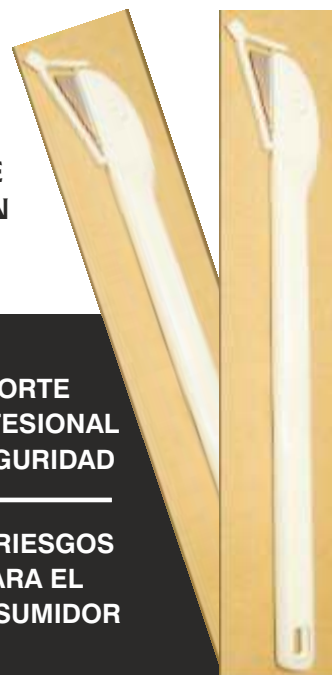 E
N
ORTE
FESIONAL
GURIDAD
RIESGOS
ARA EL
SUMIDOR